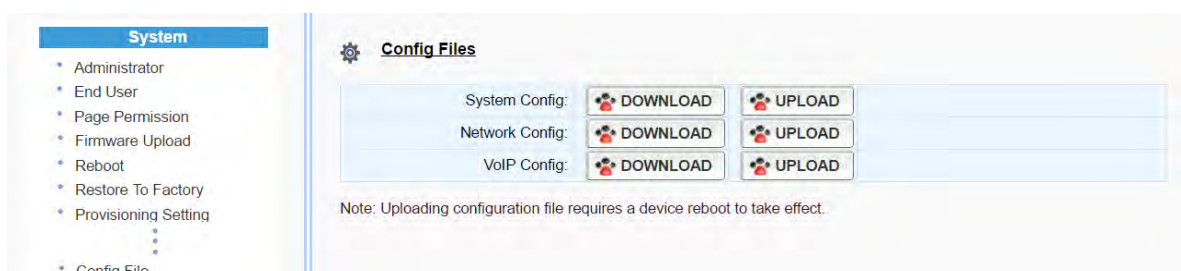 System
Administrator
End User
Page Permission
Firmware Upload
Reboot
Restore To Factory
Provisioning Setting
Config File
Config Files
System Config: DOWNLOAD UPLOAD
Network Config: DOWNLOAD UPLOAD
VoIP Config: DOWNLOAD UPLOAD
Note: Uploading configuration file requires a device reboot to take effect.